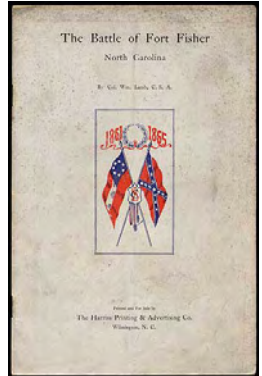 The Battle of Fort Fisher
North Carolina
By Col. Wm. Lamb, C. S. A.
1861 1865
Printed and For Sale by
The Harriss Printing & Advertising Co.
Wilmington, N. C.